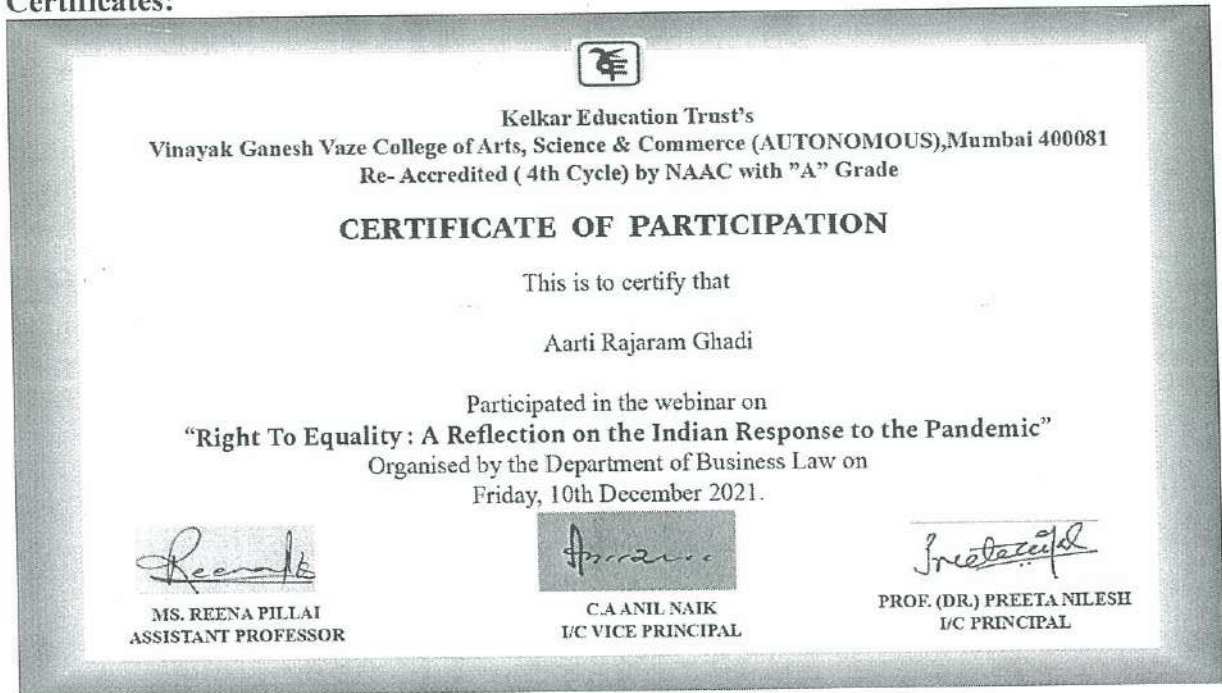 Certificates:
Kelkar Education Trust's
Vinayak Ganesh Vaze College of Arts, Science & Commerce (AUTONOMOUS),Mumbai 400081
Re- Accredited ( 4th Cycle) by NAAC with "A" Grade
CERTIFICATE OF PARTICIPATION
This is to certify that
Aarti Rajaram Ghadi
Participated in the webinar on
"Right To Equality : A Reflection on the Indian Response to the Pandemic"
Organised by the Department of Business Law on
Friday, 10th December 2021.
MS. REENA PILLAI
ASSISTANT PROFESSOR
C.A ANIL NAIK
I/C VICE PRINCIPAL
PROF. (DR.) PREETA NILESH
I/C PRINCIPAL